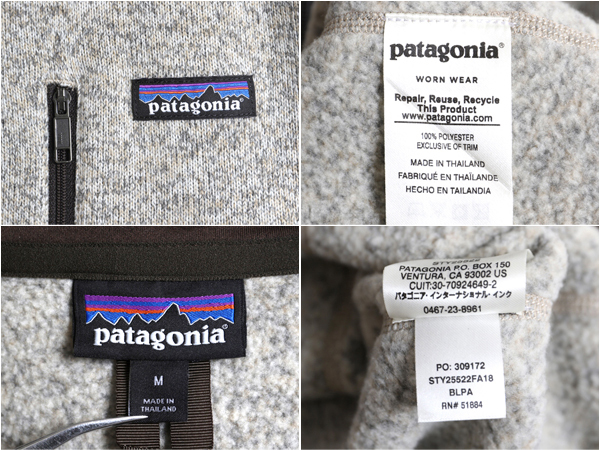 patagonia®
patagonia®
WORN WEAR
Repair, Reuse, Recycle
This Product
www.patagonia.com
100% POLYESTER
EXCLUSIVE OF TRIM
MADE IN THAILAND
FABRIQUÉ EN THAÏLANDE
HECHO EN TAILANDIA
patagonia®
M
MADE IN
THAILAND
STY25522
PATAGONIA P.O. BOX 150
VENTURA, CA 93002 US
CUIT:30-70924649-2
パタゴニア・インターナショナル・インク
0467-23-8961
PO: 309172
STY25522FA18
BLPA
RN# 51884